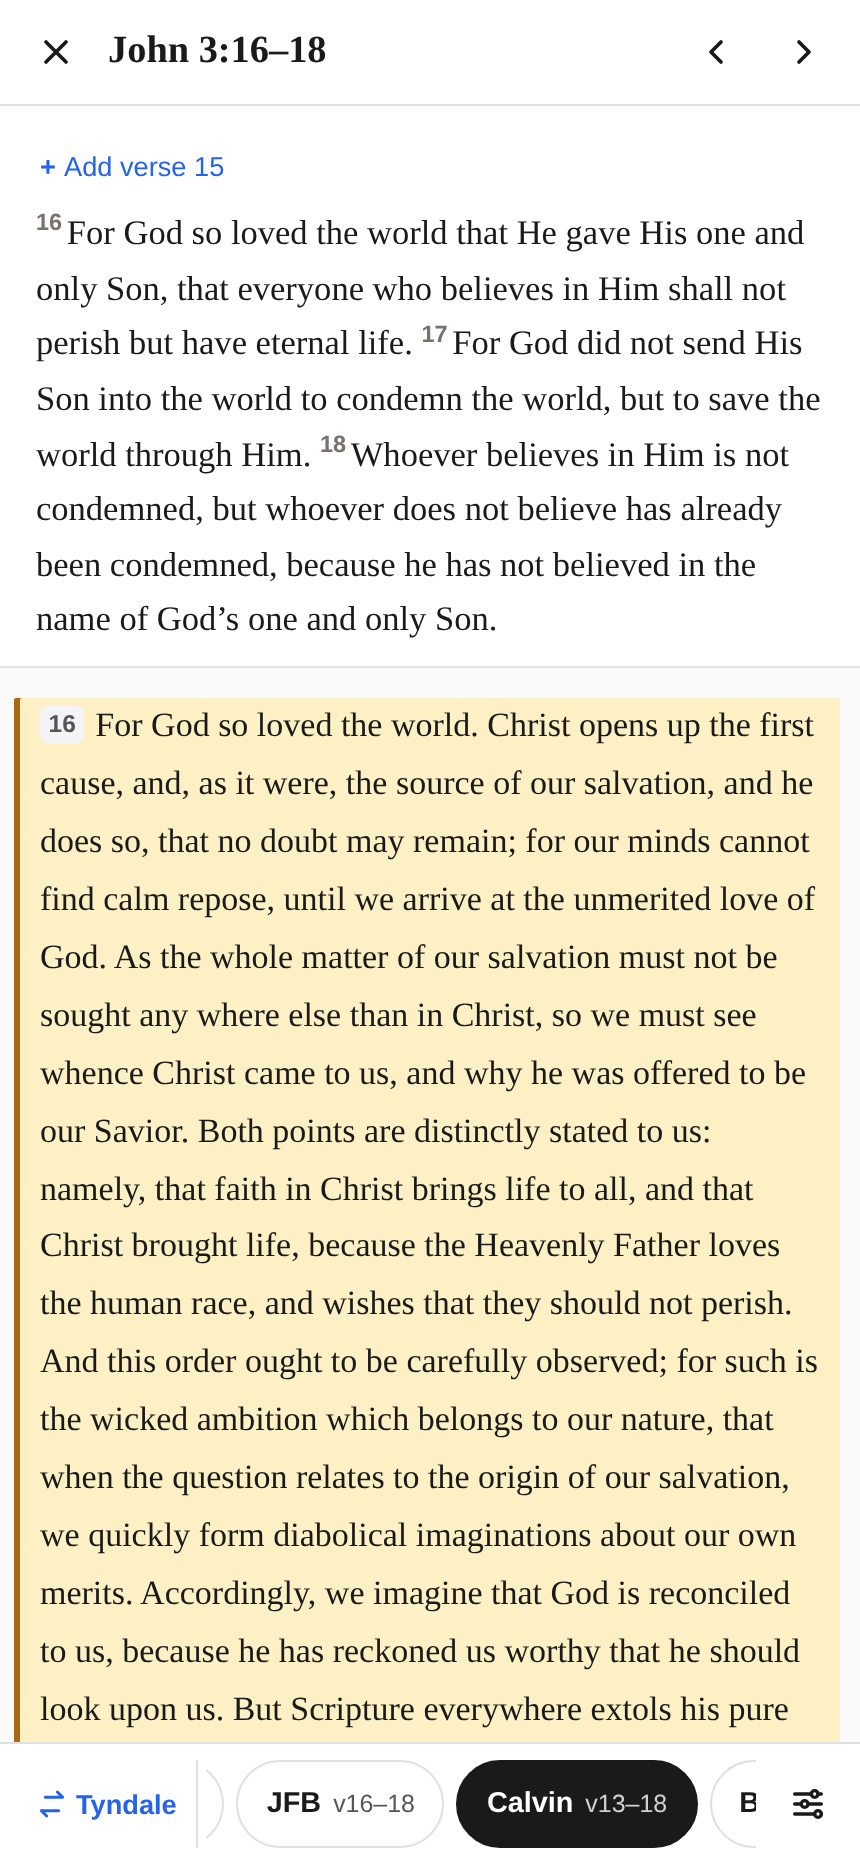 John 3:16–18
+ Add verse 15
16 For God so loved the world that He gave His one and
only Son, that everyone who believes in Him shall not
perish but have eternal life. 17 For God did not send His
Son into the world to condemn the world, but to save the
world through Him. 18 Whoever believes in Him is not
condemned, but whoever does not believe has already
been condemned, because he has not believed in the
name of God’s one and only Son.
16 For God so loved the world. Christ opens up the first
cause, and, as it were, the source of our salvation, and he
does so, that no doubt may remain; for our minds cannot
find calm repose, until we arrive at the unmerited love of
God. As the whole matter of our salvation must not be
sought any where else than in Christ, so we must see
whence Christ came to us, and why he was offered to be
our Savior. Both points are distinctly stated to us:
namely, that faith in Christ brings life to all, and that
Christ brought life, because the Heavenly Father loves
the human race, and wishes that they should not perish.
And this order ought to be carefully observed; for such is
the wicked ambition which belongs to our nature, that
when the question relates to the origin of our salvation,
we quickly form diabolical imaginations about our own
merits. Accordingly, we imagine that God is reconciled
to us, because he has reckoned us worthy that he should
look upon us. But Scripture everywhere extols his pure
Tyndale JFB v16–18 Calvin v13–18